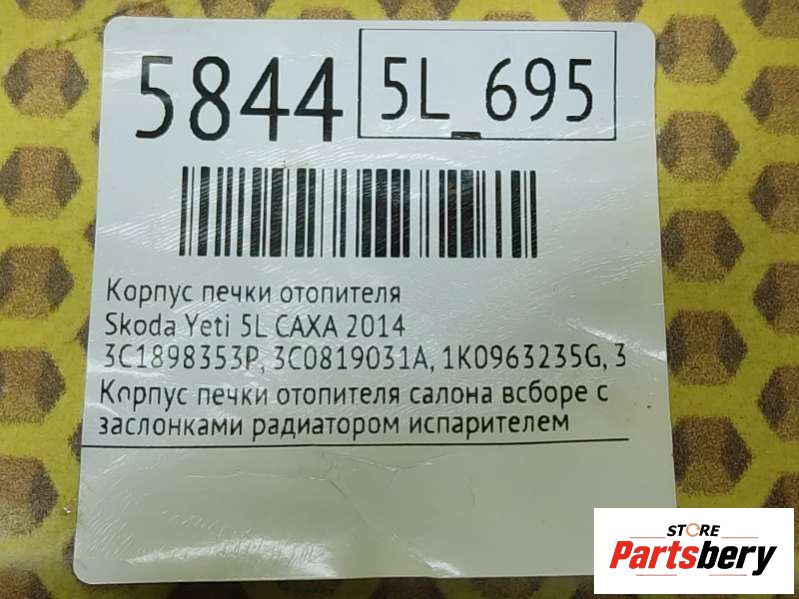 5844 5L_695
Корпус печки отопителя
Skoda Yeti 5L CAXA 2014
3C1898353P, 3C0819031A, 1K0963235G, 3
Корпус печки отопителя салона всборе с
заслонками радиатором испарителем
STORE
Partsbery